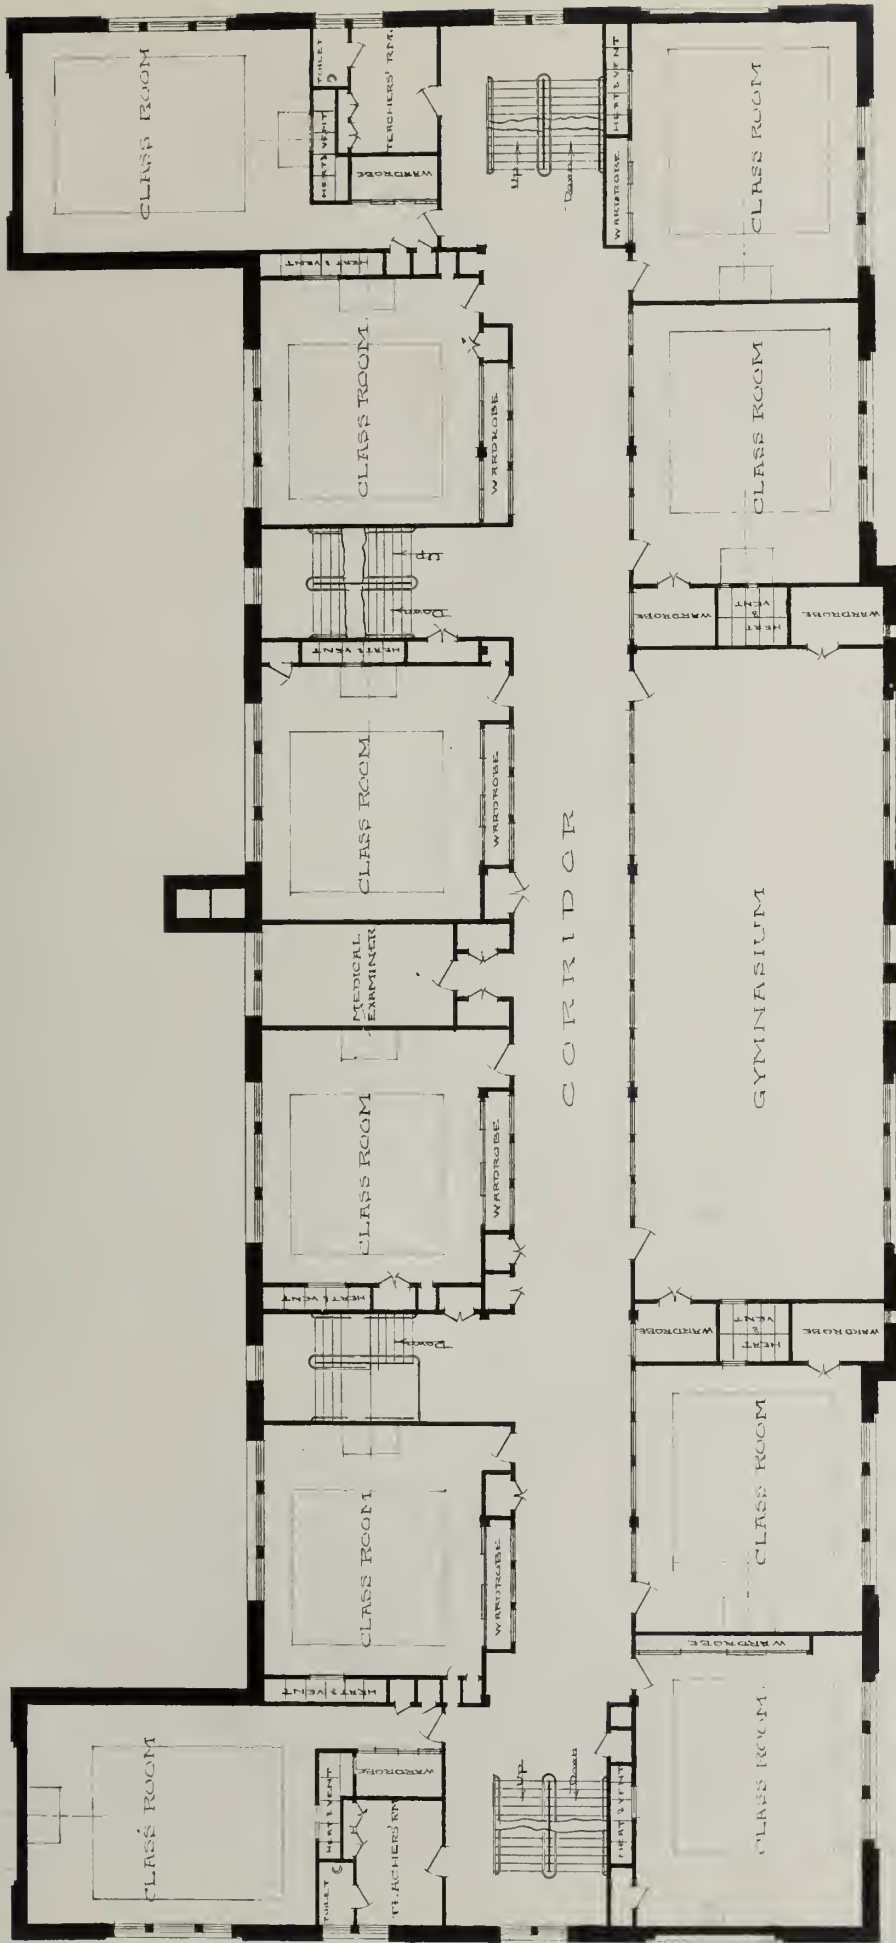 CLASS ROOM
TOILET
TEACHERS' RM.
HEAT & VENT
WARDROBE
Up
Down
HEAT & VENT
WARDROBE
CLASS ROOM
HEAT & VENT
CLASS ROOM.
WARDROBE
CLASS ROOM
Up
Down
WARDROBE
HEAT & VENT
WARDROBE
HEAT & VENT
CLASS ROOM
WARDROBE
MEDICAL EXAMINER
CORRIDOR
GYMNASIUM
CLASS ROOM
WARDROBE
HEAT & VENT
Down
WARDROBE
HEAT & VENT
WARDROBE
CLASS ROOM
WARDROBE
CLASS ROOM
WARDROBE
HEAT & VENT
CLASS ROOM
HEAT & VENT
WARDROBE
TOILET
TEACHERS' RM
Up
Down
HEAT & VENT
CLASS ROOM.